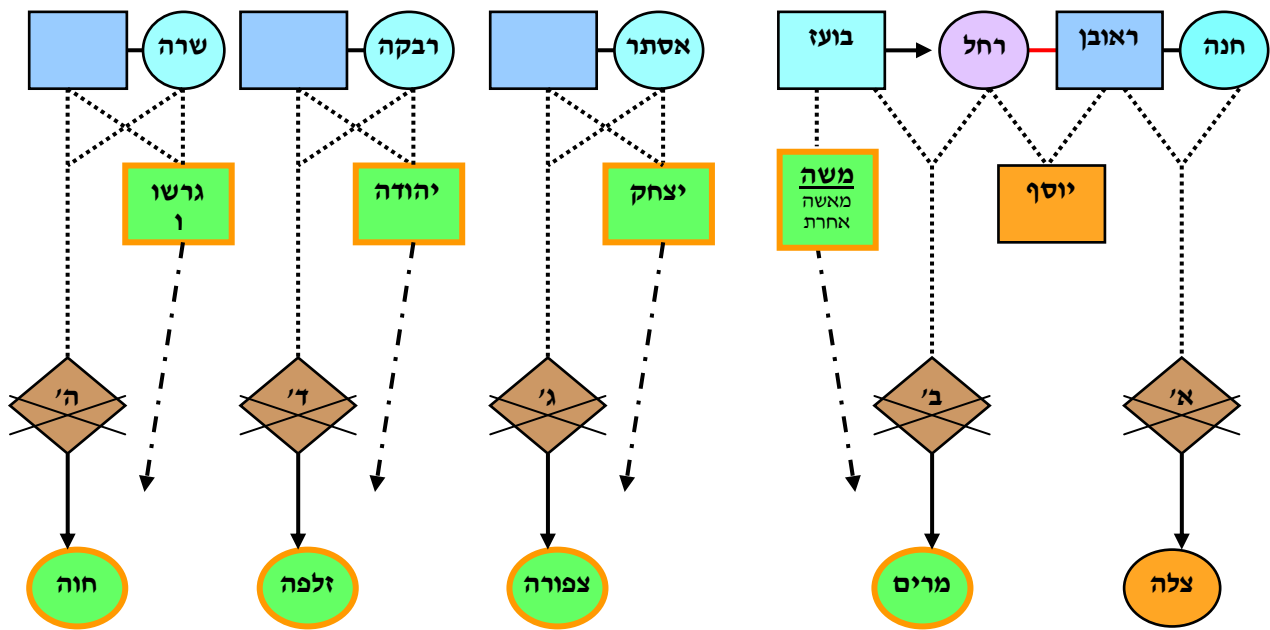 חנה
ראובן
רחל
בועז
אסתר
רבקה
שרה
יוסף
משה
מאשה
אחרת
יצחק
יהודה
גרשו
ו
א׳
ב׳
ג׳
ד׳
ה׳
צלה
מרים
צפורה
זלפה
חוה